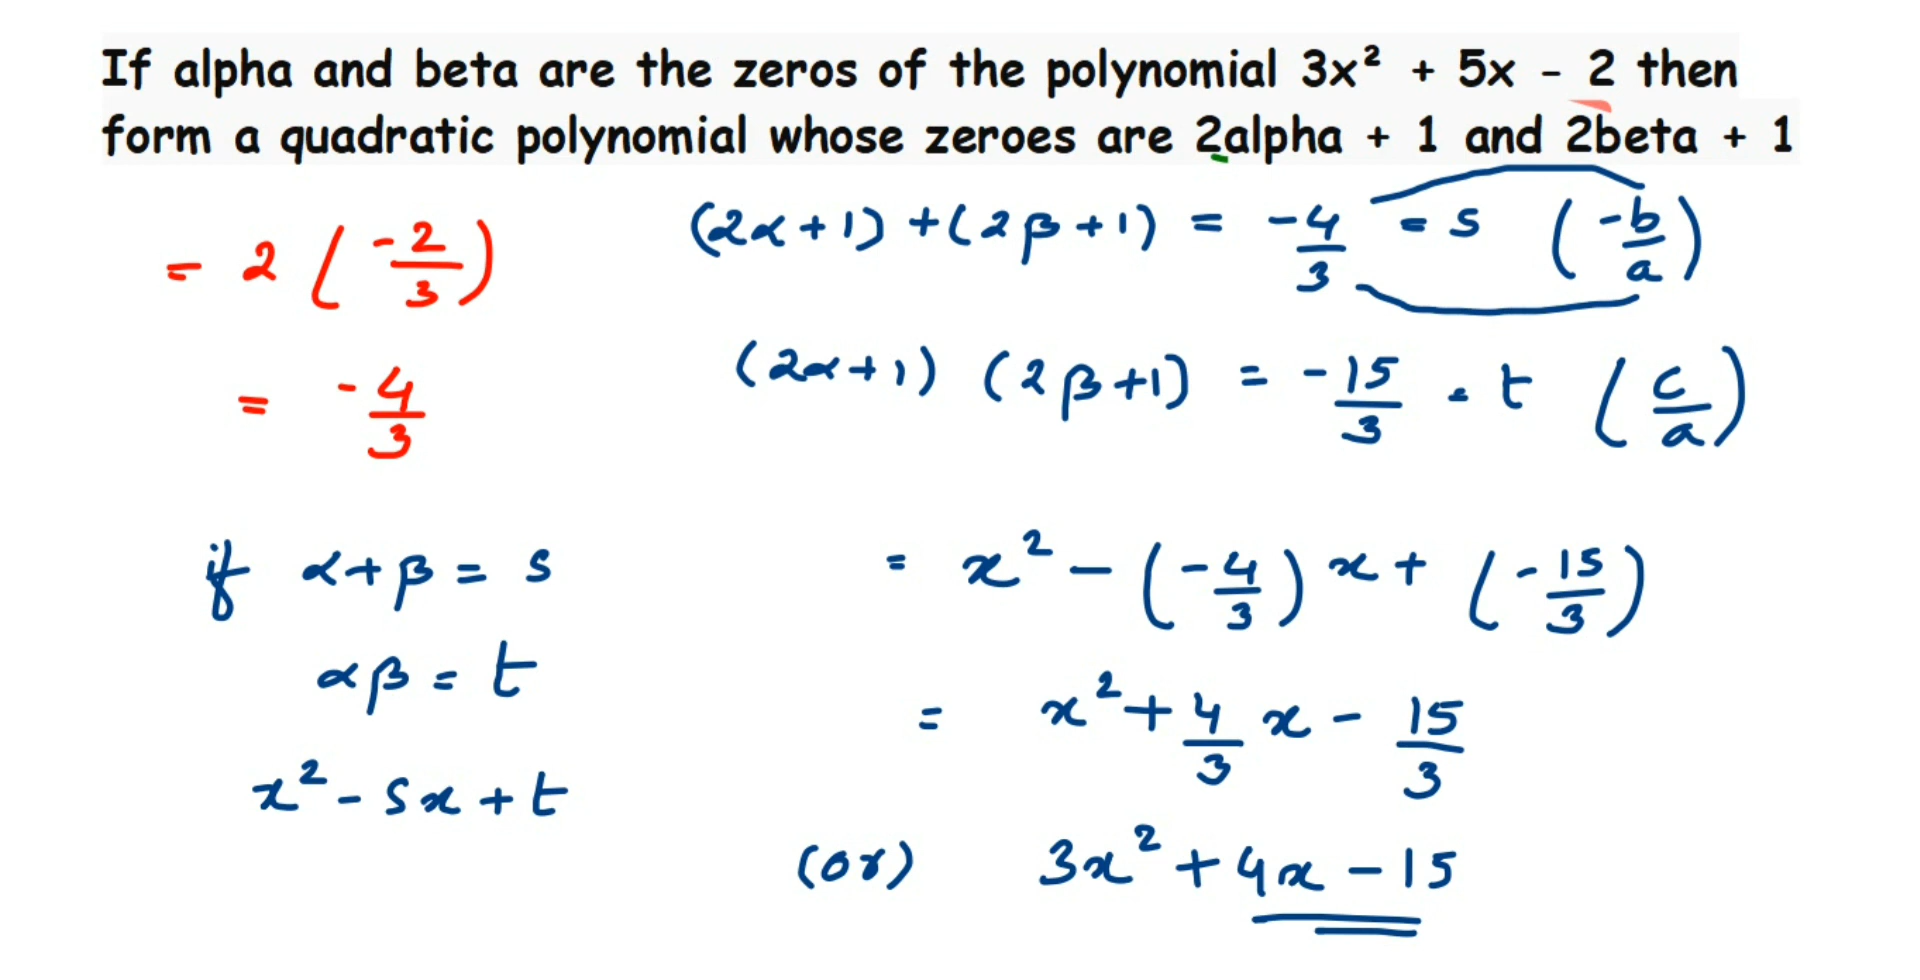 If alpha and beta are the zeros of the polynomial 3x² + 5x - 2 then
form a quadratic polynomial whose zeroes are 2alpha + 1 and 2beta + 1
= 2 (-2/3)
= -4/3
(2α+1) + (2β+1) = -4/3 = s (-b/a)
(2α+1) (2β+1) = -15/3 = t (c/a)
if α+β = s
αβ = t
x² - sx + t
= x² - (-4/3) x + (-15/3)
= x² + 4/3 x - 15/3
(or) 3x² + 4x - 15